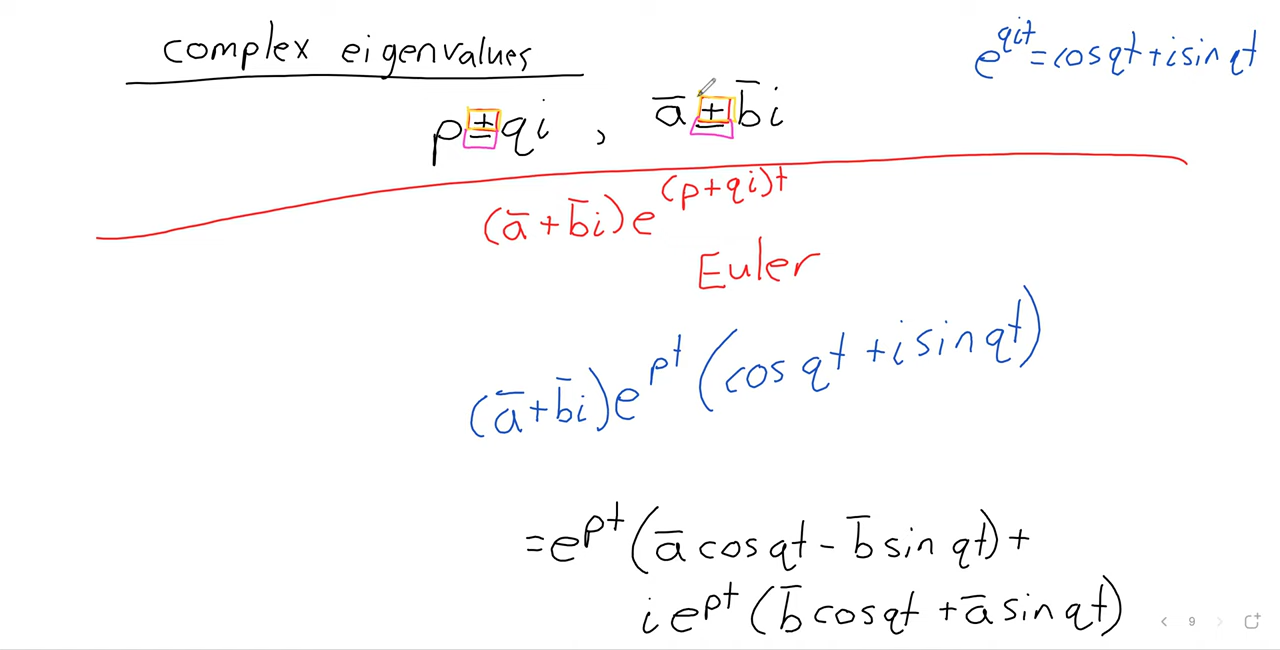 complex eigenvalues
e^{qit} = cos qt + i sin qt
p ± qi , a̅ ± b̅i
(a̅ + b̅i) e^{(p+qi)t}
Euler
(a̅ + b̅i) e^{pt} (cos qt + i sin qt)
= e^{pt} (a̅ cos qt - b̅ sin qt) +
i e^{pt} (b̅ cos qt + a̅ sin qt)
< 9 >